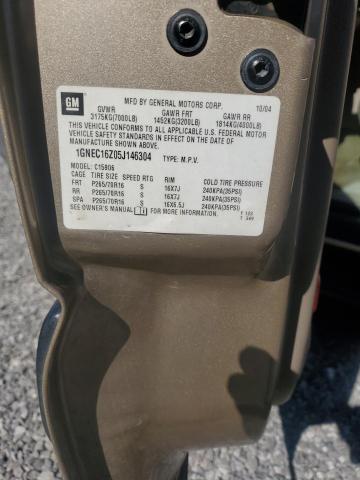 GM
MFD BY GENERAL MOTORS CORP. 10/04
GVWR GAWR FRT GAWR RR
3175KG(7000LB) 1452KG(3200LB) 1814KG(4000LB)
THIS VEHICLE CONFORMS TO ALL APPLICABLE U.S. FEDERAL MOTOR
VEHICLE SAFETY STANDARDS IN EFFECT ON THE DATE OF
MANUFACTURE SHOWN ABOVE.
1GNEC16Z05J146304 TYPE: M.P.V.
MODEL: C15906
CAGE TIRE SIZE SPEED RTG RIM COLD TIRE PRESSURE
FRT P265/70R16 S 16X7J 240KPA(35PSI)
RR P265/70R16 S 16X7J 240KPA(35PSI)
SPA P265/70R16 S 16X6.5J 240KPA(35PSI)
SEE OWNER'S MANUAL FOR MORE INFORMATION.